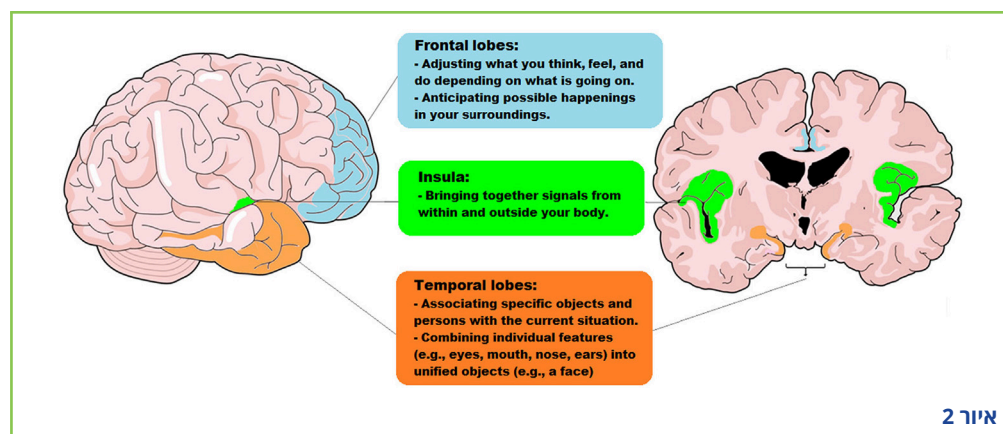 Frontal lobes:
- Adjusting what you think, feel, and
do depending on what is going on.
- Anticipating possible happenings
in your surroundings.
Insula:
- Bringing together signals from
within and outside your body.
Temporal lobes:
- Associating specific objects and
persons with the current situation.
- Combining individual features
(e.g., eyes, mouth, nose, ears) into
unified objects (e.g., a face)
איור 2